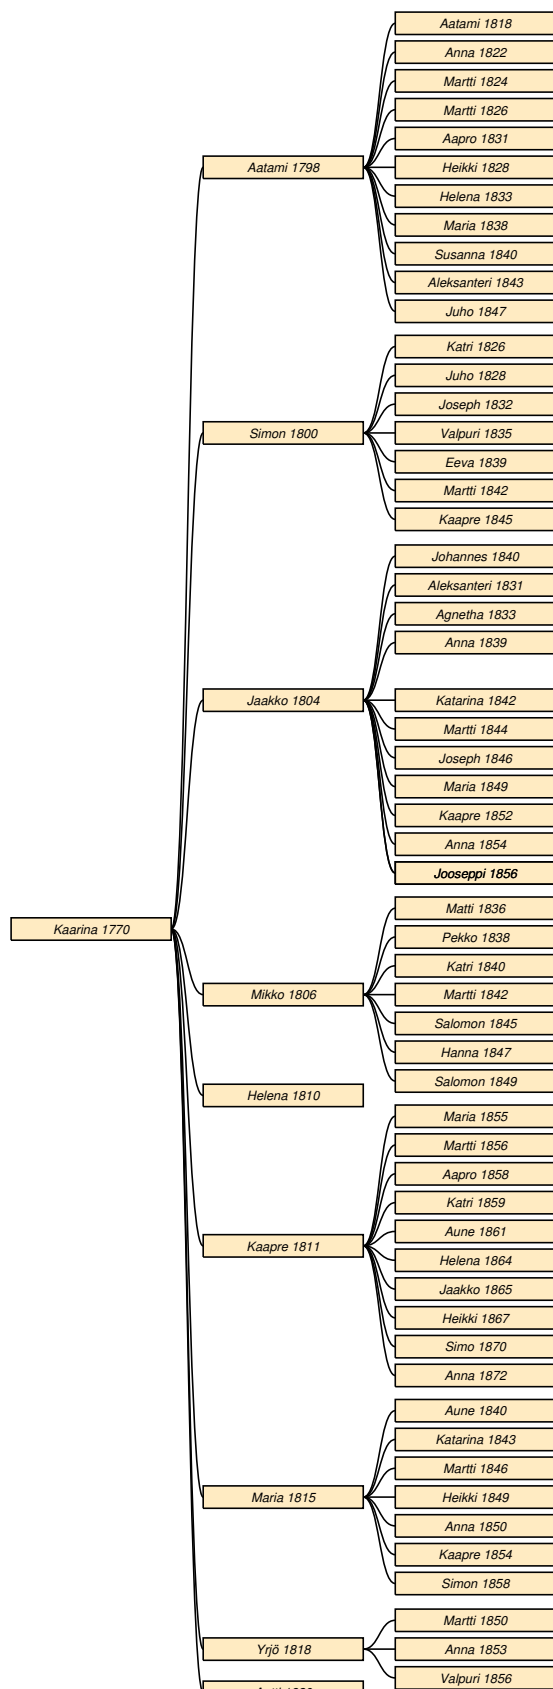 Kaarina 1770
Aatami 1798
Aatami 1818
Anna 1822
Martti 1824
Martti 1826
Aapro 1831
Heikki 1828
Helena 1833
Maria 1838
Susanna 1840
Aleksanteri 1843
Juho 1847
Simon 1800
Katri 1826
Juho 1828
Joseph 1832
Valpuri 1835
Eeva 1839
Martti 1842
Kaapre 1845
Jaakko 1804
Johannes 1840
Aleksanteri 1831
Agnetha 1833
Anna 1839
Katarina 1842
Martti 1844
Joseph 1846
Maria 1849
Kaapre 1852
Anna 1854
Jooseppi 1856
Mikko 1806
Matti 1836
Pekko 1838
Katri 1840
Martti 1842
Salomon 1845
Hanna 1847
Salomon 1849
Helena 1810
Kaapre 1811
Maria 1855
Martti 1856
Aapro 1858
Katri 1859
Aune 1861
Helena 1864
Jaakko 1865
Heikki 1867
Simo 1870
Anna 1872
Maria 1815
Aune 1840
Katarina 1843
Martti 1846
Heikki 1849
Anna 1850
Kaapre 1854
Simon 1858
Yrjö 1818
Martti 1850
Anna 1853
Valpuri 1856